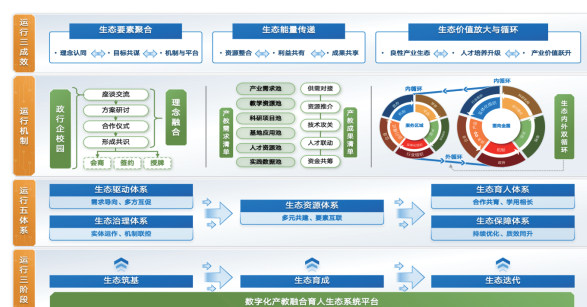 运行三成效
生态要素聚合
生态能量传递
生态价值放大与循环
· 理念认同
· 目标共谋
· 机制与平台
· 资源整合
· 利益共有
· 成果共享
· 良性产业生态
· 人才培养升级
· 产业价值跃升
运行机制
政行企校园
座谈交流
方案研讨
合作仪式
形成共识
会商
签约
授牌
理念融合
产教需求清单
产业需求池
教学资源池
科研项目池
基地应用池
人才资源池
实践数据池
供需对接
资源推介
技术攻关
人才联动
资金共筹
产教成果清单
内循环
内循环
外循环
生态内外双循环
运行五体系
生态驱动体系
需求导向、多方互促
生态治理体系
实体运作、机制联控
生态资源体系
多元共建、要素互联
生态育人体系
合作共育、学用相长
生态保障体系
持续优化、质效同升
运行三阶段
生态筑基
生态育成
生态迭代
数字化产教融合育人生态系统平台